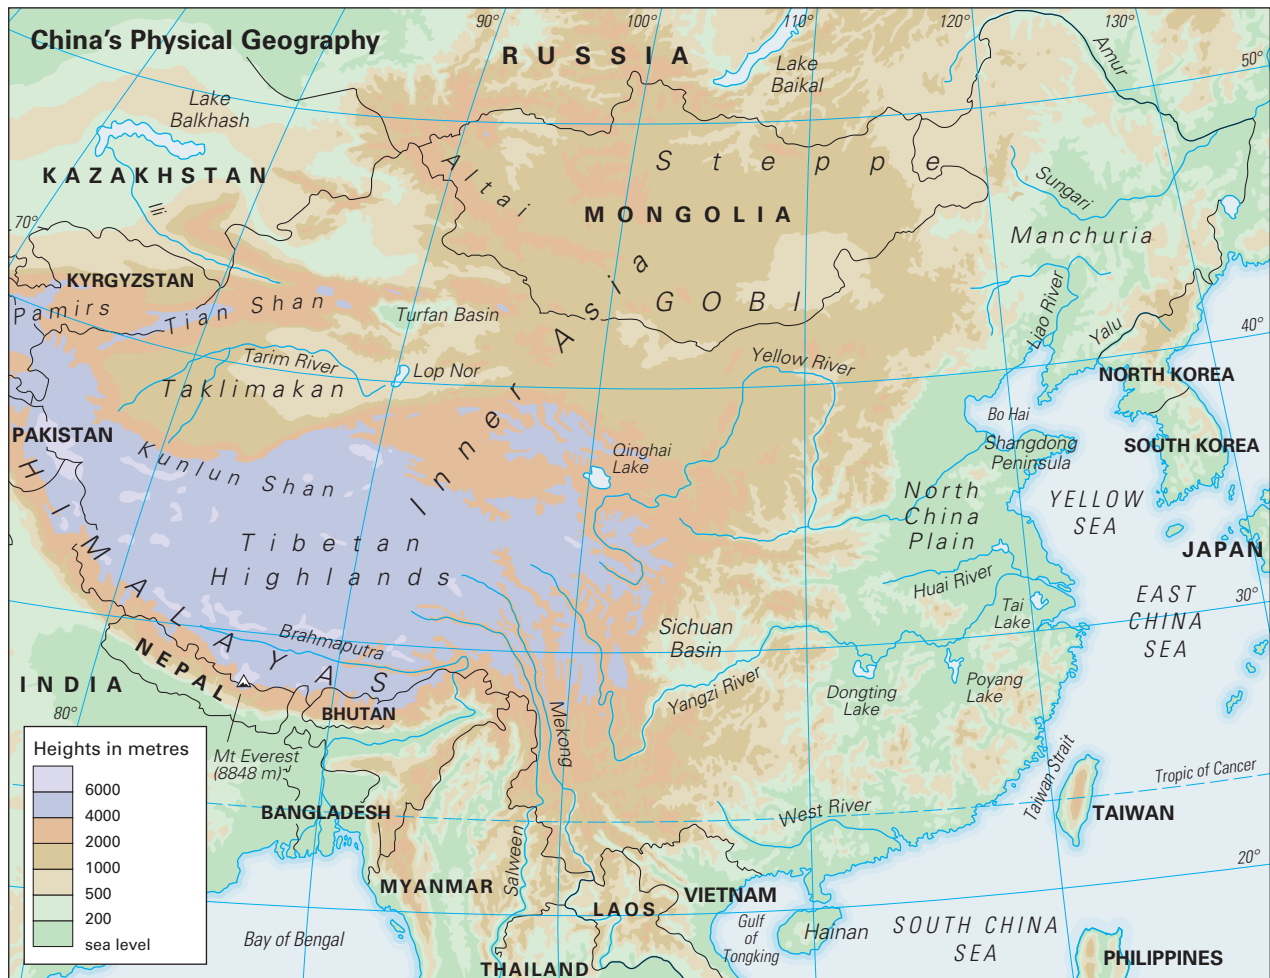 China's Physical Geography
90°
100°
110°
120°
130°
RUSSIA
Lake
Baikal
Amur
50°
Lake
Balkhash
KAZAKHSTAN
Ili
Altai
Steppe
MONGOLIA
Sungari
Manchuria
70°
KYRGYZSTAN
Pamirs
Tian Shan
Turfan Basin
Inner Asia
GOBI
Liao River
Yalu
40°
Tarim River
Lop Nor
Taklimakan
Yellow River
NORTH KOREA
Bo Hai
Shangdong
Peninsula
SOUTH KOREA
PAKISTAN
Kunlun Shan
Qinghai
Lake
North
China
Plain
YELLOW
SEA
JAPAN
HIMALAYAS
Tibetan
Highlands
Huai River
Tai
Lake
EAST
CHINA
SEA
30°
Brahmaputra
Sichuan
Basin
NEPAL
INDIA
80°
BHUTAN
Mekong
Yangzi River
Dongting
Lake
Poyang
Lake
Mt Everest
(8848 m)
Heights in metres
6000
4000
2000
1000
500
200
sea level
BANGLADESH
Taiwan Strait
Tropic of Cancer
West River
TAIWAN
20°
MYANMAR
Salween
LAOS
VIETNAM
Gulf
of
Tongking
Hainan
SOUTH CHINA
SEA
Bay of Bengal
THAILAND
PHILIPPINES